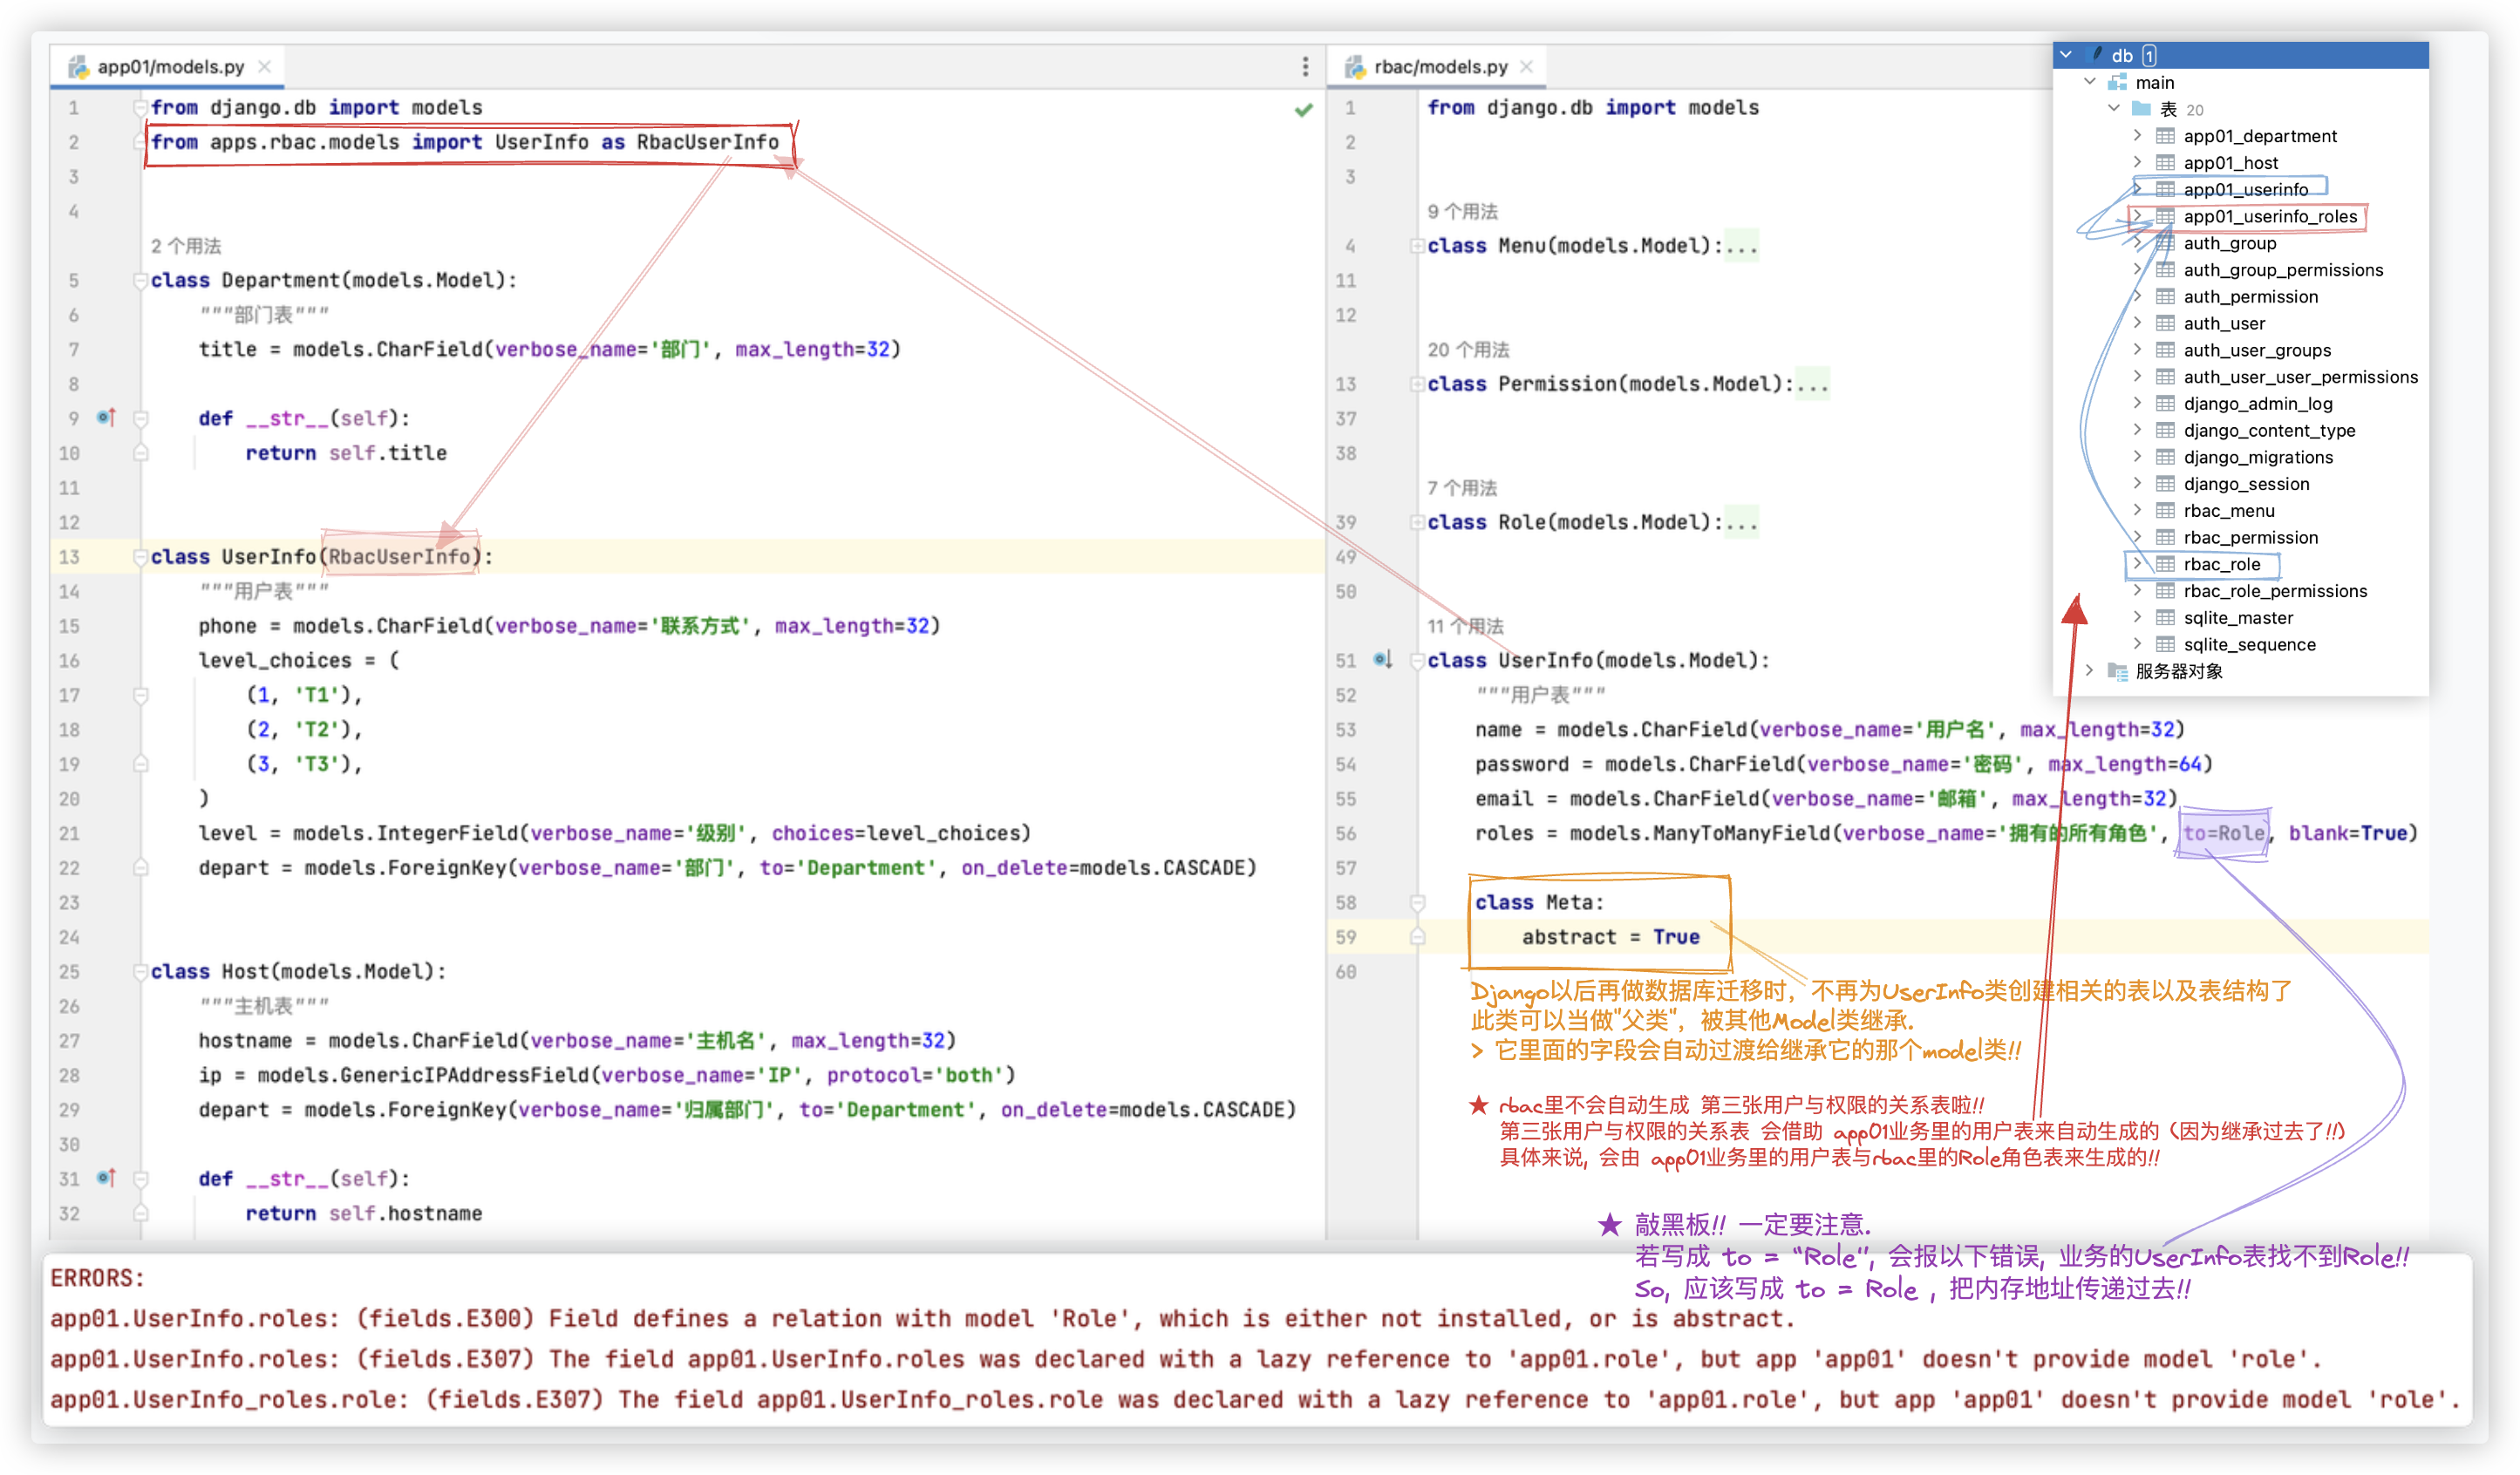 app01/models.py
1 from django.db import models
2 from apps.rbac.models import UserInfo as RbacUserInfo
3
4
2 个用法
5 class Department(models.Model):
6 """部门表"""
7 title = models.CharField(verbose_name='部门', max_length=32)
8
9 def __str__(self):
10 return self.title
11
12
13 class UserInfo(RbacUserInfo):
14 """用户表"""
15 phone = models.CharField(verbose_name='联系方式', max_length=32)
16 level_choices = (
17 (1, 'T1'),
18 (2, 'T2'),
19 (3, 'T3'),
20 )
21 level = models.IntegerField(verbose_name='级别', choices=level_choices)
22 depart = models.ForeignKey(verbose_name='部门', to='Department', on_delete=models.CASCADE)
23
24
25 class Host(models.Model):
26 """主机表"""
27 hostname = models.CharField(verbose_name='主机名', max_length=32)
28 ip = models.GenericIPAddressField(verbose_name='IP', protocol='both')
29 depart = models.ForeignKey(verbose_name='归属部门', to='Department', on_delete=models.CASCADE)
30
31 def __str__(self):
32 return self.hostname
rbac/models.py
1 from django.db import models
2
3
9 个用法
4 class Menu(models.Model):...
11
12
20 个用法
13 class Permission(models.Model):...
37
38
7 个用法
39 class Role(models.Model):...
49
50
11 个用法
51 class UserInfo(models.Model):
52 """用户表"""
53 name = models.CharField(verbose_name='用户名', max_length=32)
54 password = models.CharField(verbose_name='密码', max_length=64)
55 email = models.CharField(verbose_name='邮箱', max_length=32)
56 roles = models.ManyToManyField(verbose_name='拥有的所有角色', to=Role, blank=True)
57
58 class Meta:
59 abstract = True
60
Django以后再做数据库迁移时, 不再为UserInfo类创建相关的表以及表结构了
此类可以当做"父类", 被其他Model类继承.
> 它里面的字段会自动过渡给继承它的那个model类!!
★ rbac里不会自动生成 第三张用户与权限的关系表啦!!
第三张用户与权限的关系表 会借助 app01业务里的用户表来自动生成的 (因为继承过去了!!)
具体来说, 会由 app01业务里的用户表与rbac里的Role角色表来生成的!!
★ 敲黑板!! 一定要注意.
若写成 to = "Role", 会报以下错误, 业务的UserInfo表找不到Role!!
So, 应该写成 to = Role , 把内存地址传递过去!!
db 1
main
表 20
app01_department
app01_host
app01_userinfo
app01_userinfo_roles
auth_group
auth_group_permissions
auth_permission
auth_user
auth_user_groups
auth_user_user_permissions
django_admin_log
django_content_type
django_migrations
django_session
rbac_menu
rbac_permission
rbac_role
rbac_role_permissions
sqlite_master
sqlite_sequence
服务器对象
ERRORS:
app01.UserInfo.roles: (fields.E300) Field defines a relation with model 'Role', which is either not installed, or is abstract.
app01.UserInfo.roles: (fields.E307) The field app01.UserInfo.roles was declared with a lazy reference to 'app01.role', but app 'app01' doesn't provide model 'role'.
app01.UserInfo_roles.role: (fields.E307) The field app01.UserInfo_roles.role was declared with a lazy reference to 'app01.role', but app 'app01' doesn't provide model 'role'.